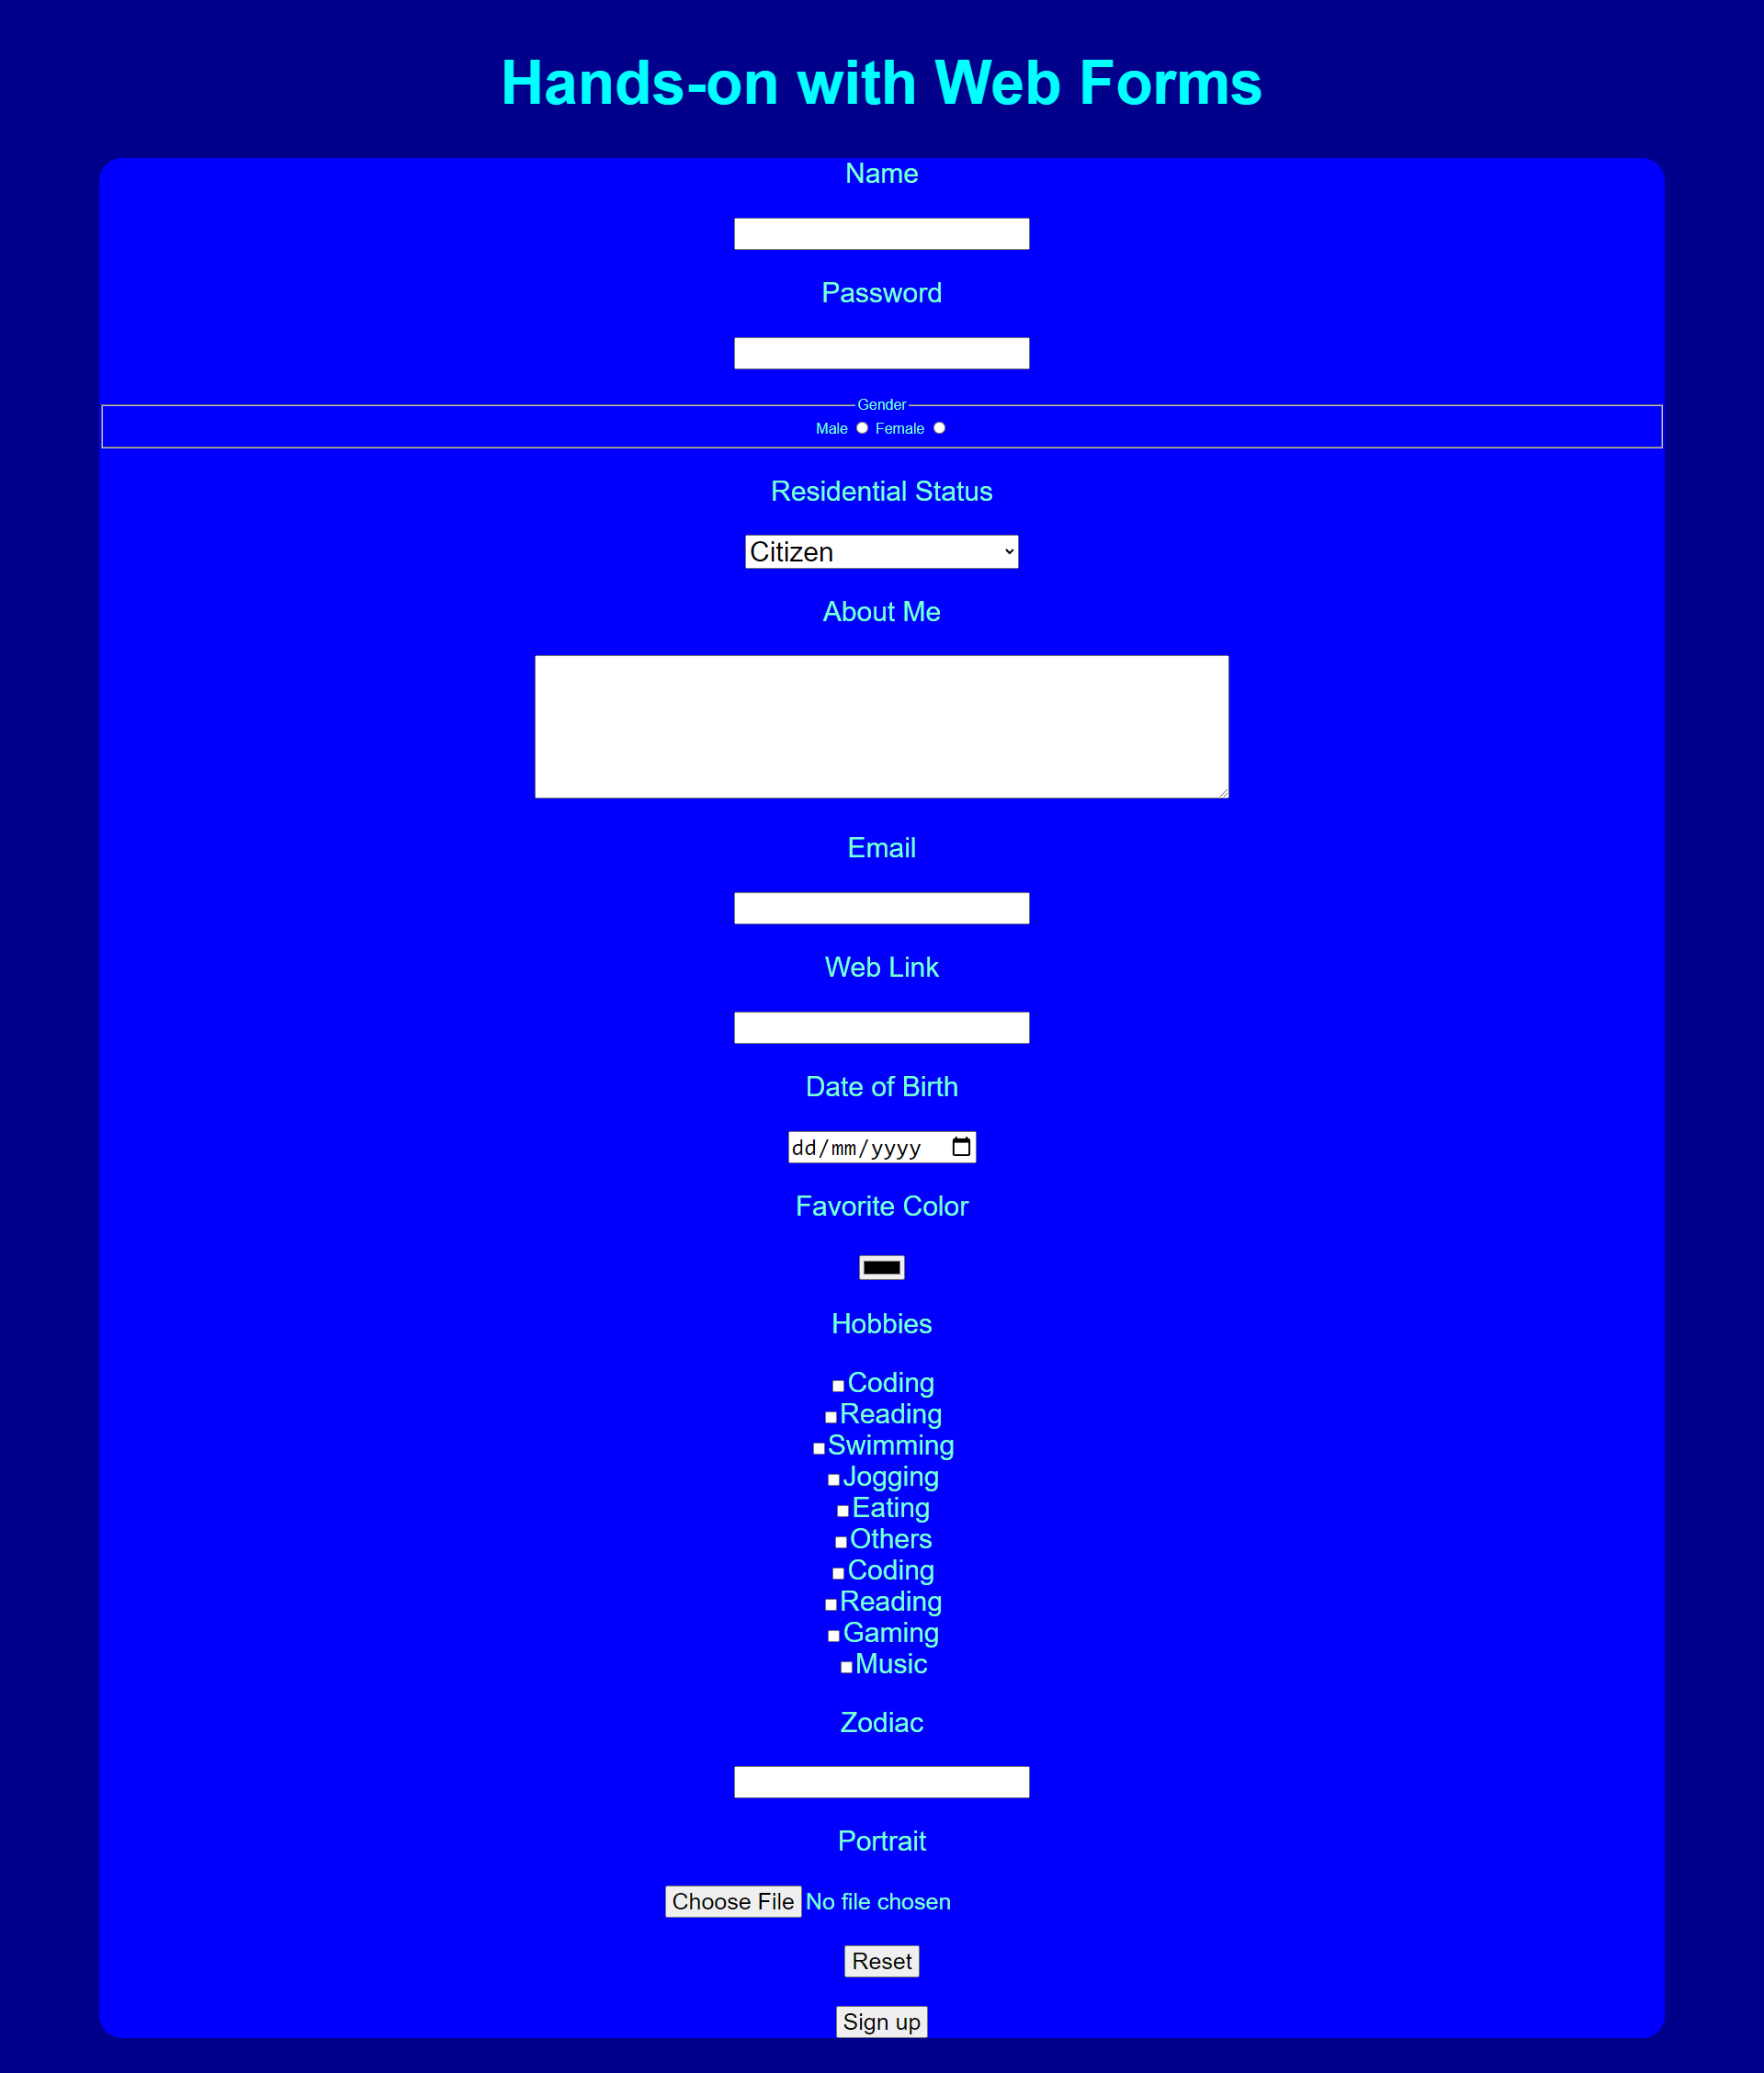 Hands-on with Web Forms
Name
Password
Gender
Male Female
Residential Status
Citizen
About Me
Email
Web Link
Date of Birth
dd/mm/yyyy
Favorite Color
Hobbies
Coding
Reading
Swimming
Jogging
Eating
Others
Coding
Reading
Gaming
Music
Zodiac
Portrait
Choose File No file chosen
Reset
Sign up